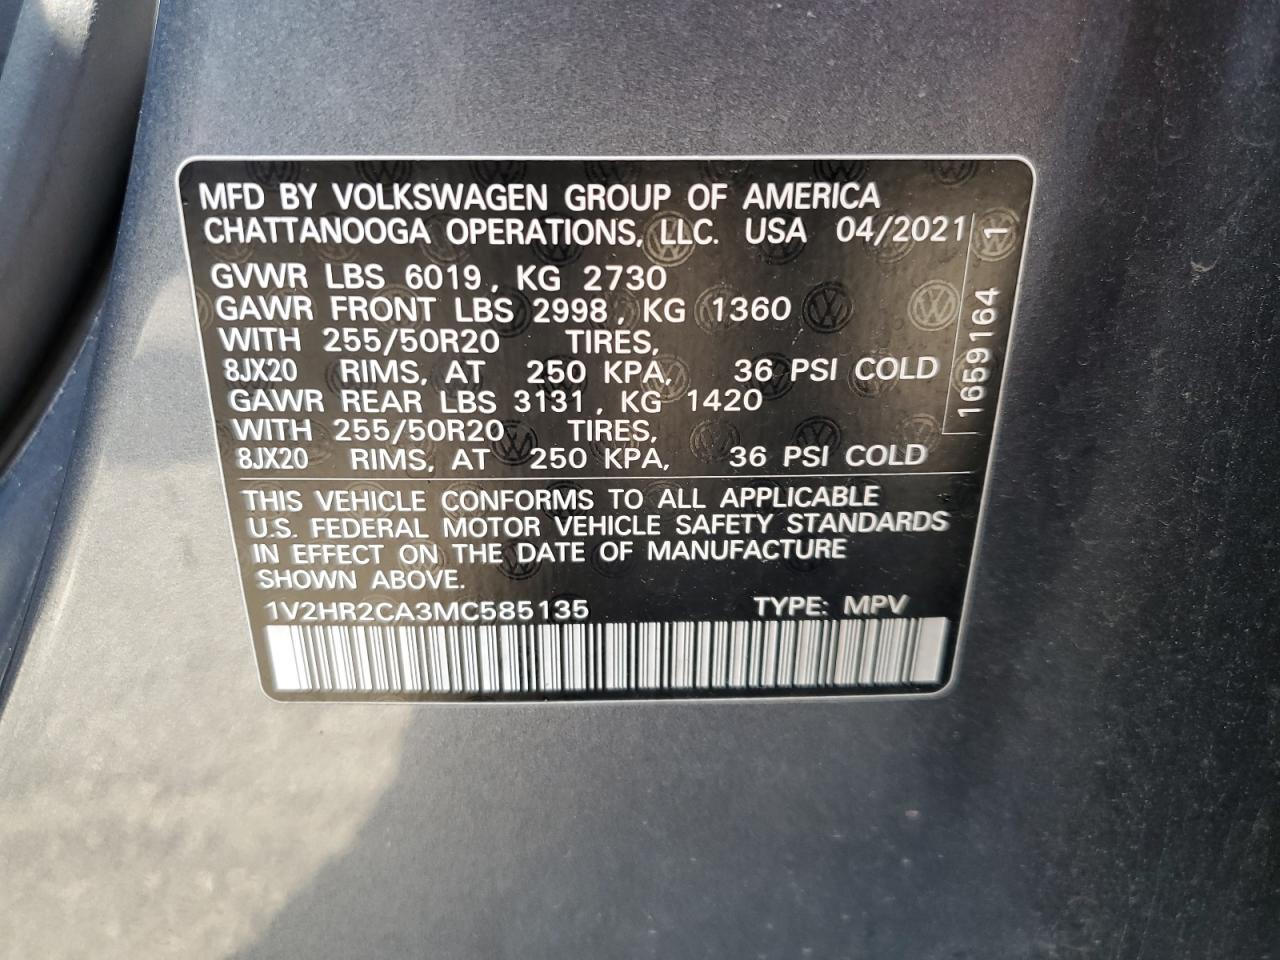 MFD BY VOLKSWAGEN GROUP OF AMERICA
CHATTANOOGA OPERATIONS, LLC. USA 04/2021
GVWR LBS 6019, KG 2730
GAWR FRONT LBS 2998, KG 1360
WITH 255/50R20 TIRES,
8JX20 RIMS, AT 250 KPA, 36 PSI COLD
GAWR REAR LBS 3131, KG 1420
WITH 255/50R20 TIRES,
8JX20 RIMS, AT 250 KPA, 36 PSI COLD
1659164 1
THIS VEHICLE CONFORMS TO ALL APPLICABLE
U.S. FEDERAL MOTOR VEHICLE SAFETY STANDARDS
IN EFFECT ON THE DATE OF MANUFACTURE
SHOWN ABOVE.
1V2HR2CA3MC585135 TYPE: MPV